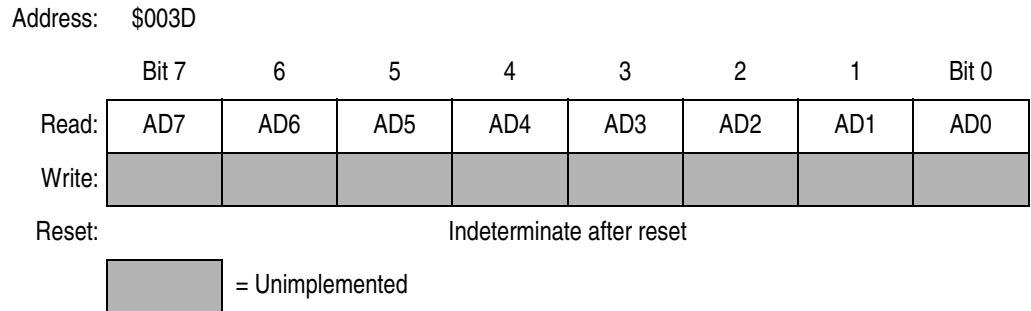 Address: $003D
Bit 7 6 5 4 3 2 1 Bit 0
Read: AD7 AD6 AD5 AD4 AD3 AD2 AD1 AD0
Write:
Reset: Indeterminate after reset
= Unimplemented